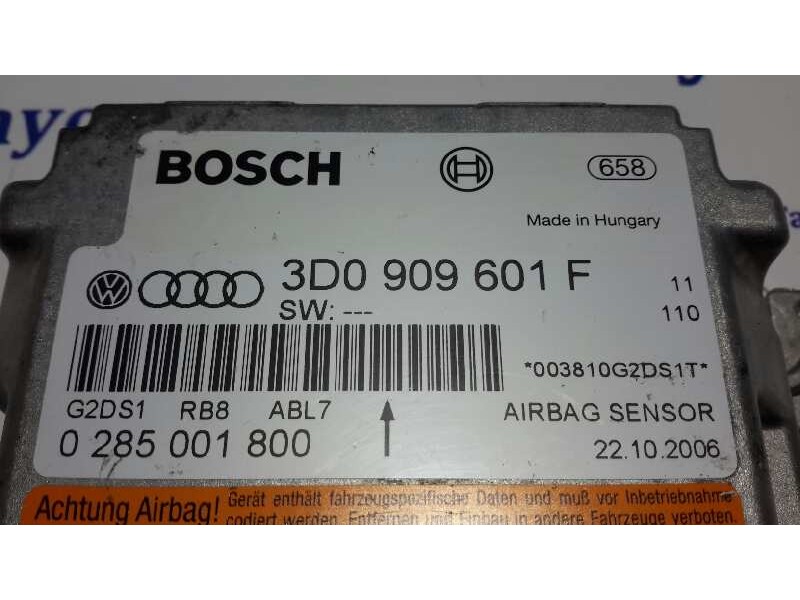 BOSCH
658
Made in Hungary
3D0 909 601 F
11
SW: ---
110
*003810G2DS1T*
G2DS1 RB8 ABL7
AIRBAG SENSOR
0 285 001 800
22.10.2006
Achtung Airbag!
Gerät enthält fahrzeugspezifische Daten und muß vor Inbetriebnahme
codiert werden. Entfernen und Einbau in andere Fahrzeuge verboten.